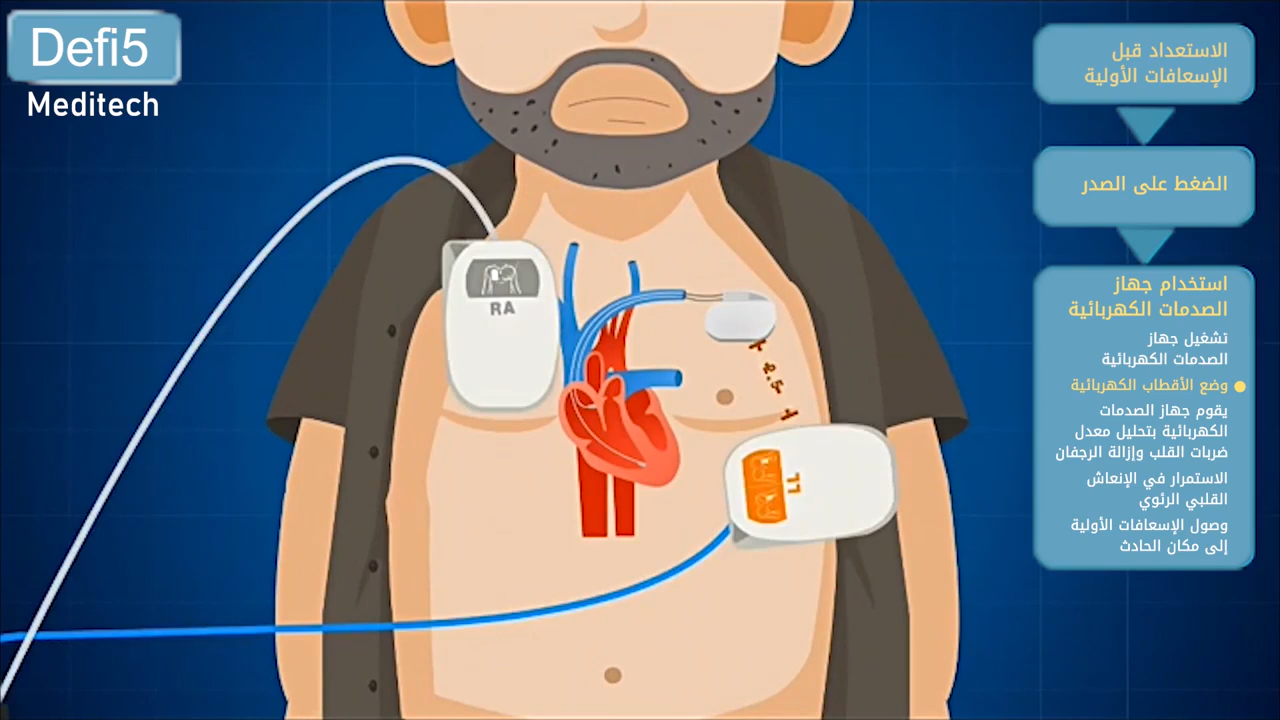 Defi5
Meditech
الاستعداد قبل
الإسعافات الأولية
الضغط على الصدر
استخدام جهاز
الصدمات الكهربائية
تشغيل جهاز
الصدمات الكهربائية
وضع الأقطاب الكهربائية
يقوم جهاز الصدمات
الكهربائية بتحليل معدل
ضربات القلب وإزالة الرجفان
الاستمرار في الإنعاش
القلبي الرئوي
وصول الإسعافات الأولية
إلى مكان الحادث
RA
LL